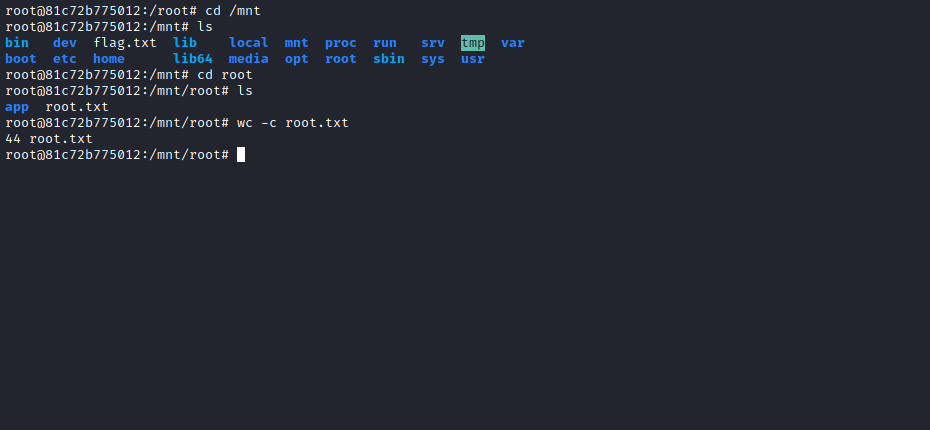 root@81c72b775012:/root# cd /mnt
root@81c72b775012:/mnt# ls
bin   dev  flag.txt  lib    local  mnt  proc  run   srv  tmp  var
boot  etc  home      lib64  media  opt  root  sbin  sys  usr
root@81c72b775012:/mnt# cd root
root@81c72b775012:/mnt/root# ls
app  root.txt
root@81c72b775012:/mnt/root# wc -c root.txt
44 root.txt
root@81c72b775012:/mnt/root#